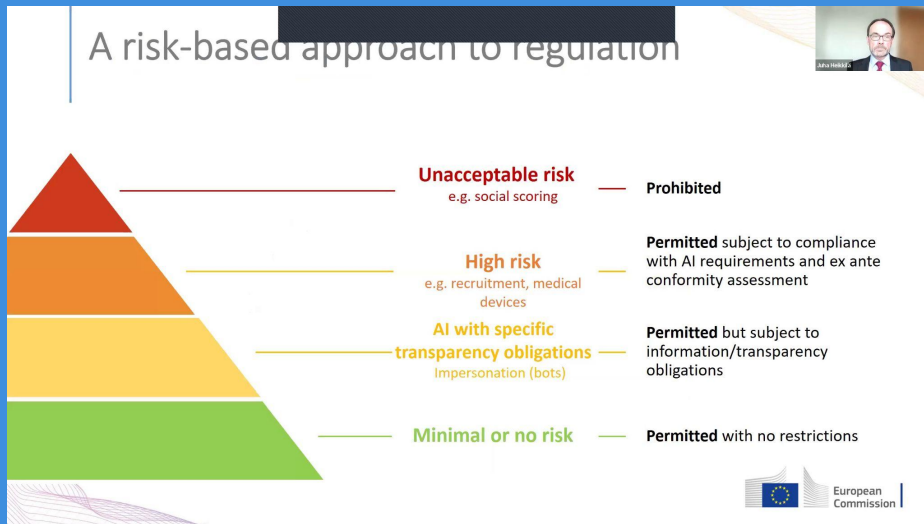 A risk-based approach to regulation
Juha Heikkilä
Unacceptable risk
e.g. social scoring
Prohibited
High risk
e.g. recruitment, medical
devices
Permitted subject to compliance
with AI requirements and ex ante
conformity assessment
AI with specific
transparency obligations
Impersonation (bots)
Permitted but subject to
information/transparency
obligations
Minimal or no risk
Permitted with no restrictions
European
Commission